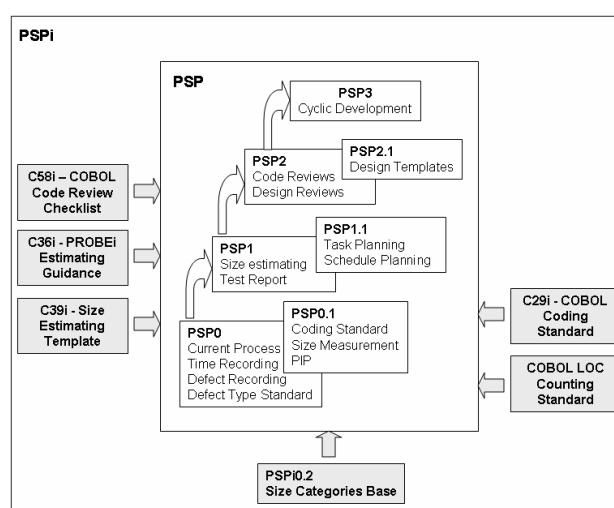 PSPi
PSP
PSP3
Cyclic Development
PSP2
Code Reviews
Design Reviews
PSP2.1
Design Templates
PSP1
Size estimating
Test Report
PSP1.1
Task Planning
Schedule Planning
PSP0
Current Process
Time Recording
Defect Recording
Defect Type Standard
PSP0.1
Coding Standard
Size Measurement
PIP
C58i – COBOL
Code Review
Checklist
C36i - PROBEi
Estimating
Guidance
C39i - Size
Estimating
Template
C29i - COBOL
Coding
Standard
COBOL LOC
Counting
Standard
PSPi0.2
Size Categories Base